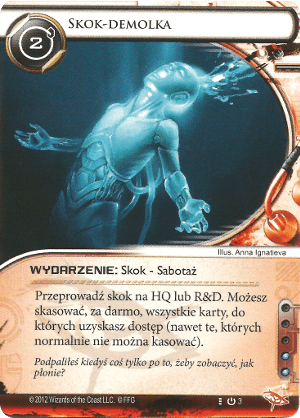 Skok-demolka
2
Illus. Anna Ignatieva
WYDARZENIE: Skok - Sabotaż
Przeprowadź skok na HQ lub R&D. Możesz
skasować, za darmo, wszystkie karty, do
których uzyskasz dostęp (nawet te, których
normalnie nie można kasować).
Podpaliłeś kiedyś coś tylko po to, żeby zobaczyć, jak
płonie?
© 2012 Wizards of the Coast LLC. © FFG
3